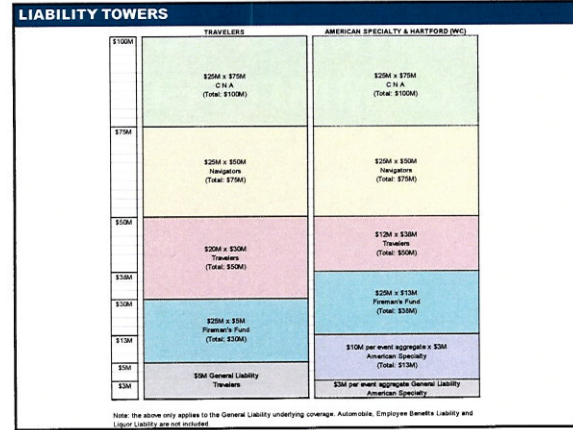 LIABILITY TOWERS
TRAVELERS
AMERICAN SPECIALTY & HARTFORD (WC)
$100M
$25M x $75M
C N A
(Total: $100M)
$25M x $75M
C N A
(Total: $100M)
$75M
$25M x $50M
Navigators
(Total: $75M)
$25M x $50M
Navigators
(Total: $75M)
$50M
$20M x $30M
Travelers
(Total: $50M)
$12M x $38M
Travelers
(Total: $50M)
$38M
$25M x $13M
Fireman's Fund
(Total: $38M)
$30M
$25M x $5M
Fireman's Fund
(Total: $30M)
$13M
$10M per event aggregate x $3M
American Specialty
(Total: $13M)
$5M
$5M General Liability
Travelers
$3M
$3M per event aggregate General Liability
American Specialty
Note: the above only applies to the General Liability underlying coverage. Automobile, Employee Benefits Liability and
Liquor Liability are not included.